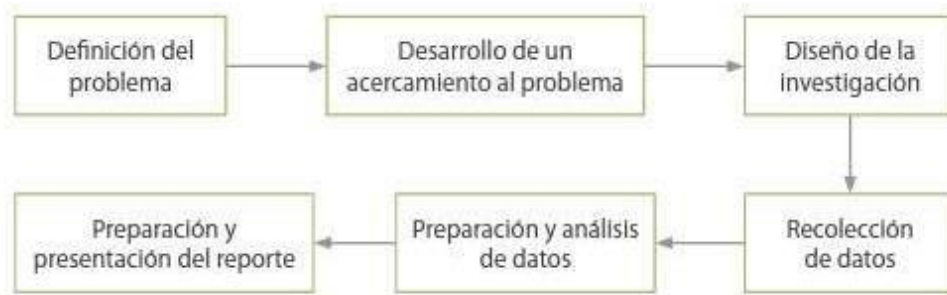 Definición del
problema
Desarrollo de un
acercamiento al problema
Diseño de la
investigación
Recolección
de datos
Preparación y análisis
de datos
Preparación y
presentación del reporte